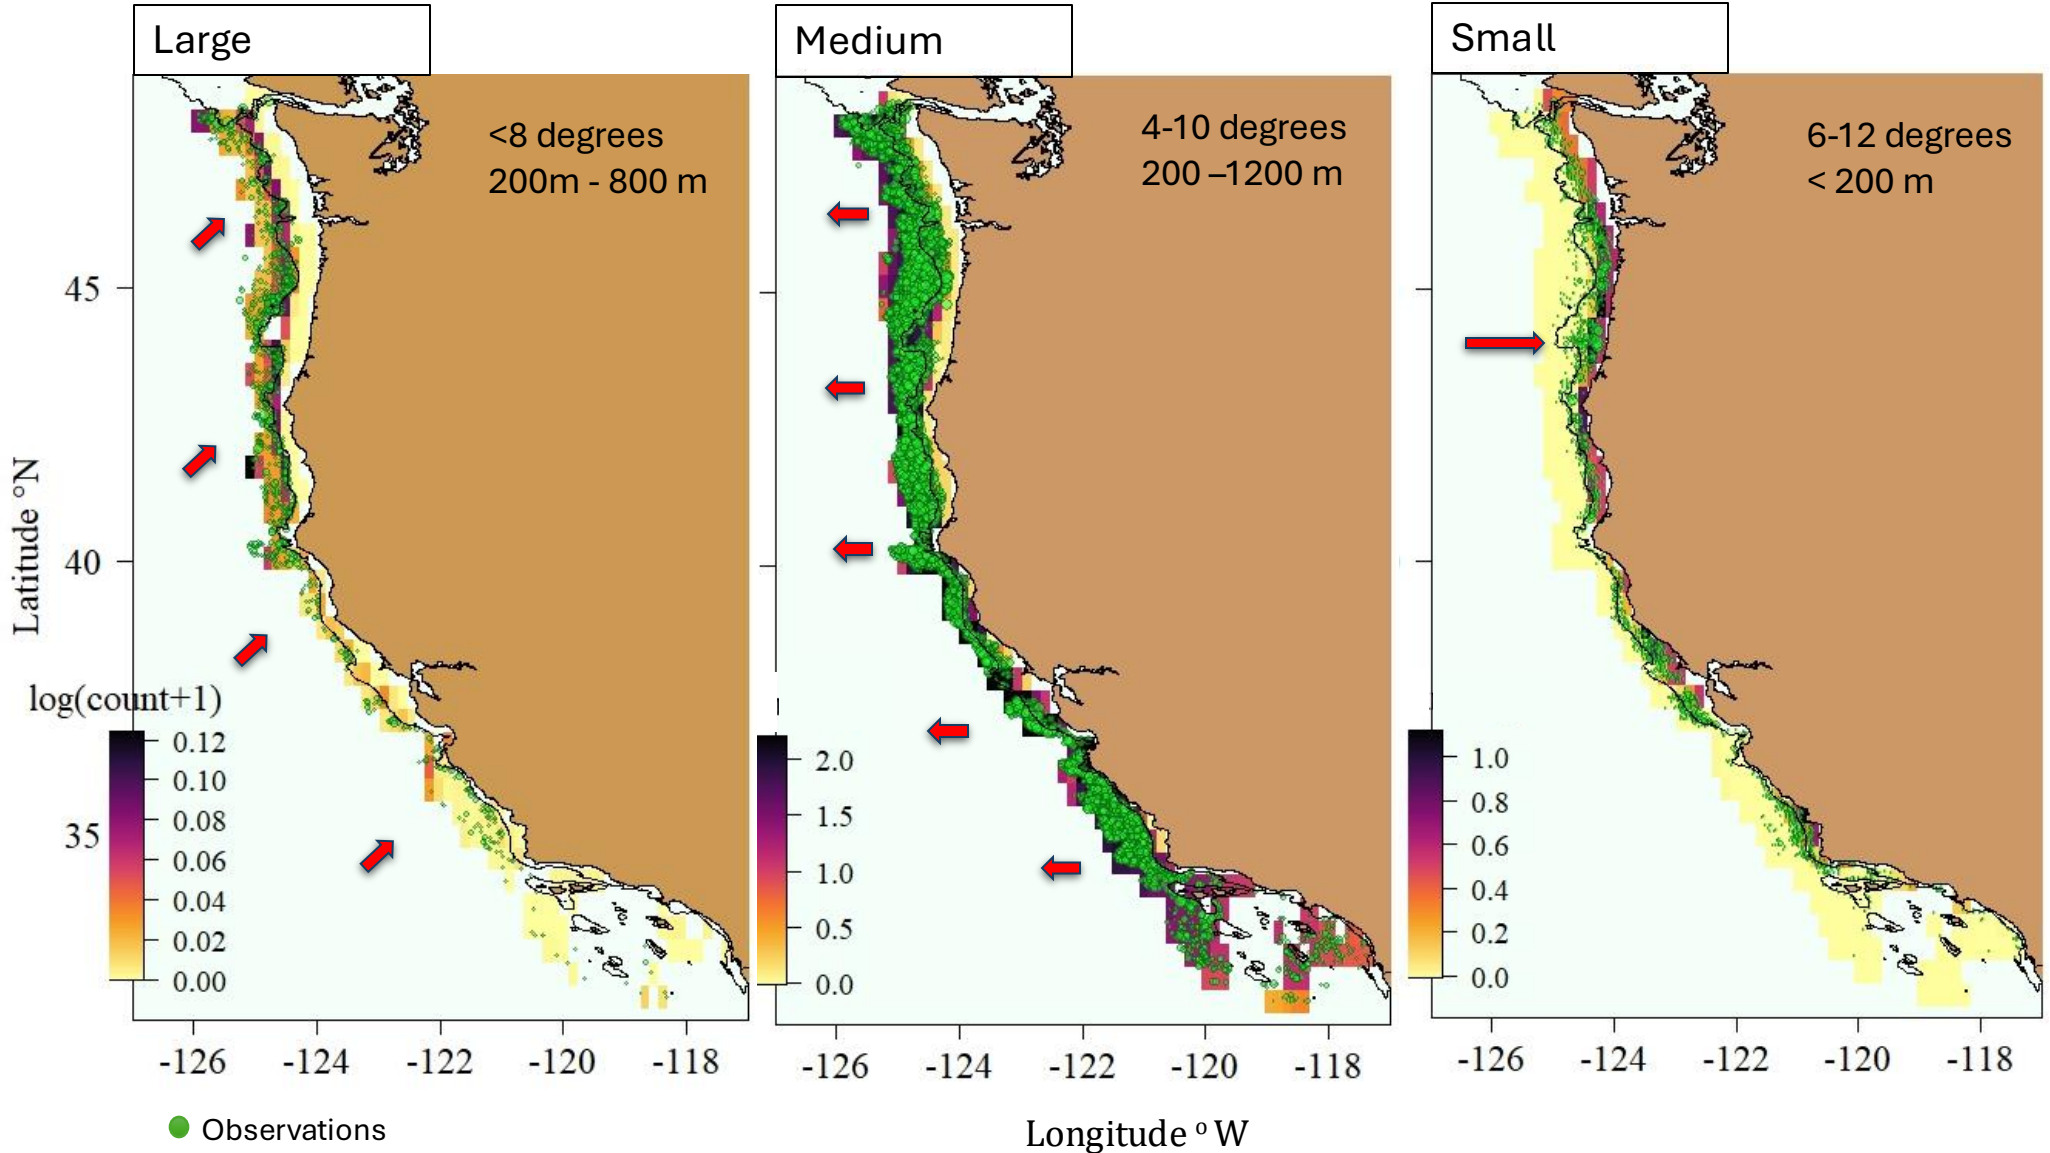 Large
Medium
Small
<8 degrees
200m - 800 m
4-10 degrees
200 –1200 m
6-12 degrees
< 200 m
Latitude °N
45
40
35
log(count+1)
0.12
0.10
0.08
0.06
0.04
0.02
0.00
2.0
1.5
1.0
0.5
0.0
1.0
0.8
0.6
0.4
0.2
0.0
-126 -124 -122 -120 -118
-126 -124 -122 -120 -118
-126 -124 -122 -120 -118
Observations
Longitude º W